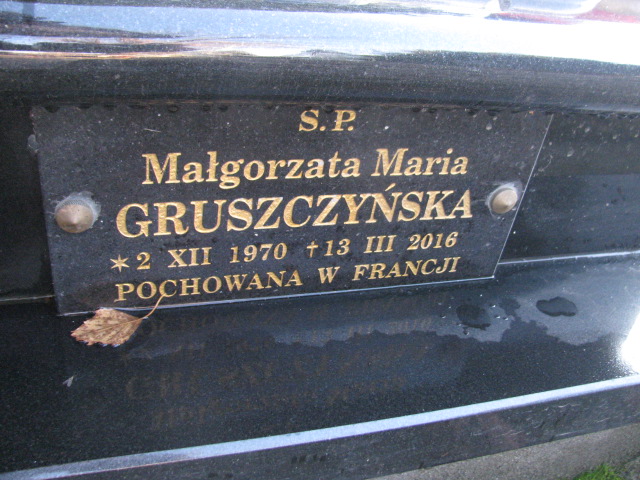 S.P.
Małgorzata Maria
GRUSZCZYŃSKA
* 2 XII 1970 † 13 III 2016
POCHOWANA W FRANCJI